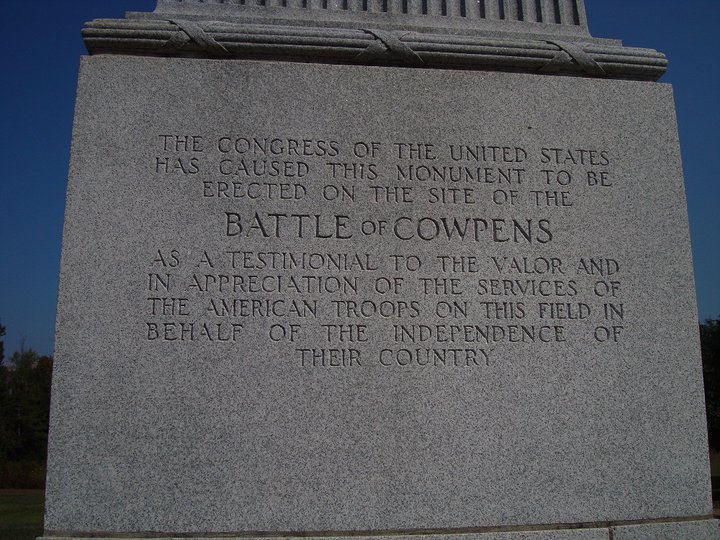 THE CONGRESS OF THE UNITED STATES
HAS CAUSED THIS MONUMENT TO BE
ERECTED ON THE SITE OF THE
BATTLE OF COWPENS
AS A TESTIMONIAL TO THE VALOR AND
IN APPRECIATION OF THE SERVICES OF
THE AMERICAN TROOPS ON THIS FIELD IN
BEHALF OF THE INDEPENDENCE OF
THEIR COUNTRY